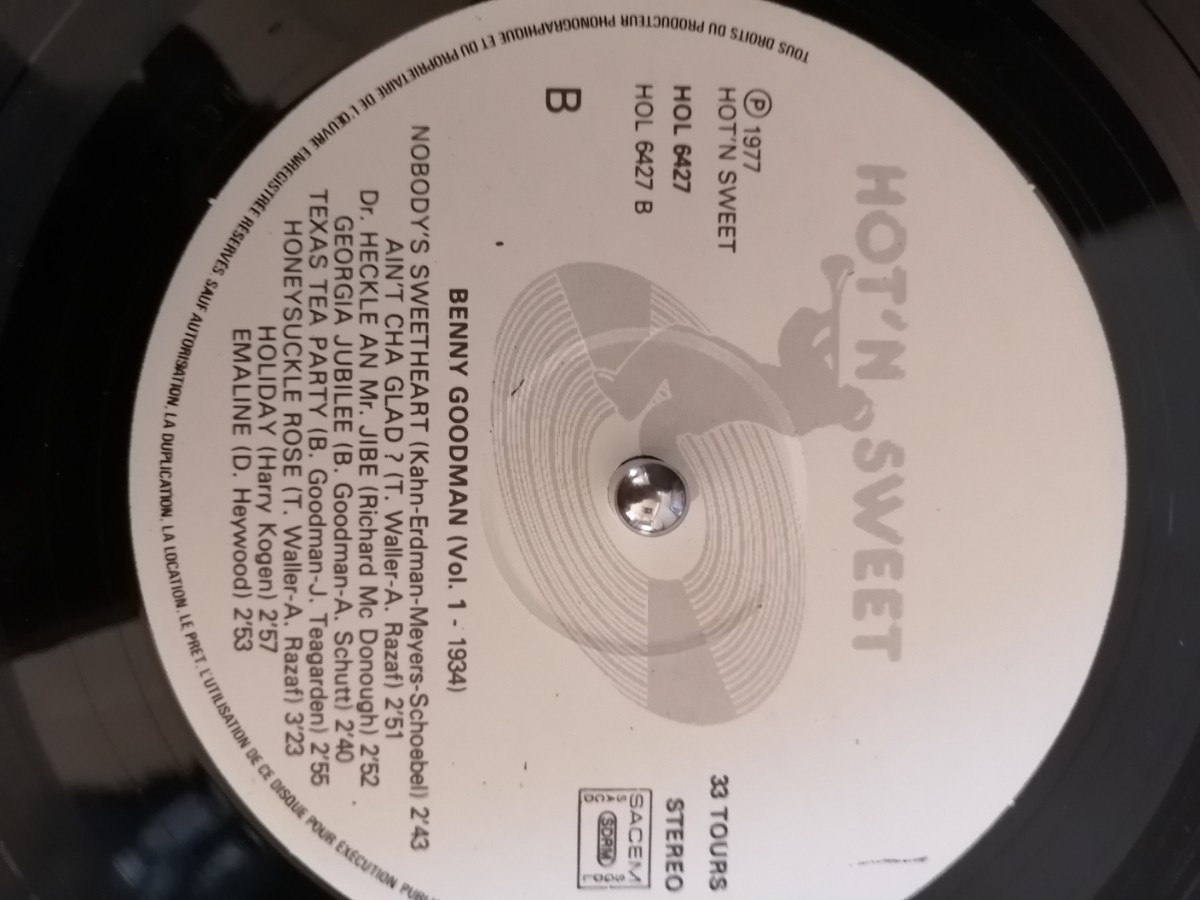 HOT'N SWEET
℗ 1977
HOT'N SWEET
HOL 6427
HOL 6427 B
B
33 TOURS
STEREO
SACEM
SDRM
BENNY GOODMAN (Vol. 1 - 1934)
NOBODY'S SWEETHEART (Kahn-Erdman-Meyers-Schoebel) 2'43
AIN'T CHA GLAD ? (T. Waller-A. Razaf) 2'51
Dr. HECKLE AN Mr. JIBE (Richard Mc Donough) 2'52
GEORGIA JUBILEE (B. Goodman-A. Schutt) 2'40
TEXAS TEA PARTY (B. Goodman-J. Teagarden) 2'55
HONEYSUCKLE ROSE (T. Waller-A. Razaf) 3'23
HOLIDAY (Harry Kogen) 2'57
EMALINE (D. Heywood) 2'53
TOUS DROITS DU PRODUCTEUR PHONOGRAPHIQUE ET DU PROPRIETAIRE DE L'ŒUVRE ENREGISTREE RESERVES. SAUF AUTORISATION, LA DUPLICATION, LA LOCATION, LE PRET, L'UTILISATION DE CE DISQUE POUR EXECUTION PUBL